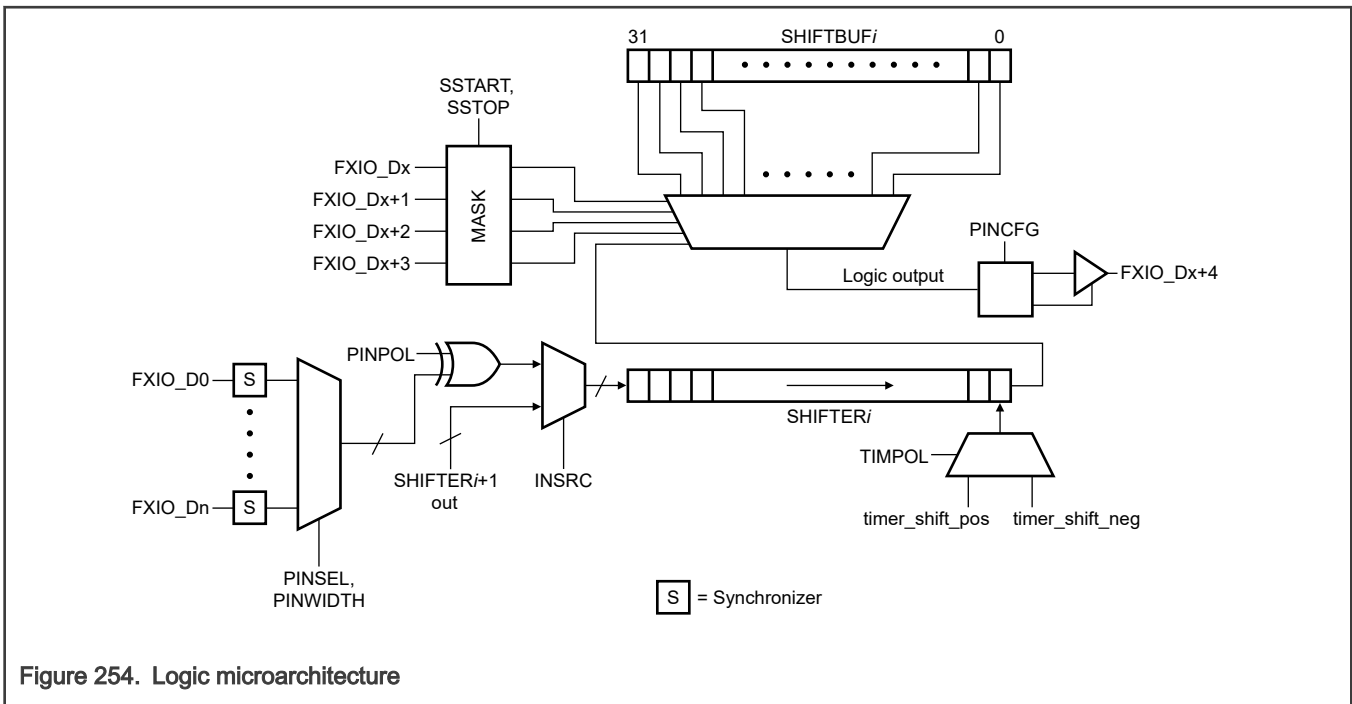 31
SHIFTBUFi
0
SSTART,
SSTOP
FXIO_Dx
FXIO_Dx+1
FXIO_Dx+2
FXIO_Dx+3
MASK
PINCFG
Logic output
FXIO_Dx+4
PINPOL
FXIO_D0
S
SHIFTERi
TIMPOL
SHIFTERi+1
out
INSRC
FXIO_Dn
S
timer_shift_pos
timer_shift_neg
PINSEL,
PINWIDTH
S = Synchronizer
Figure 254. Logic microarchitecture